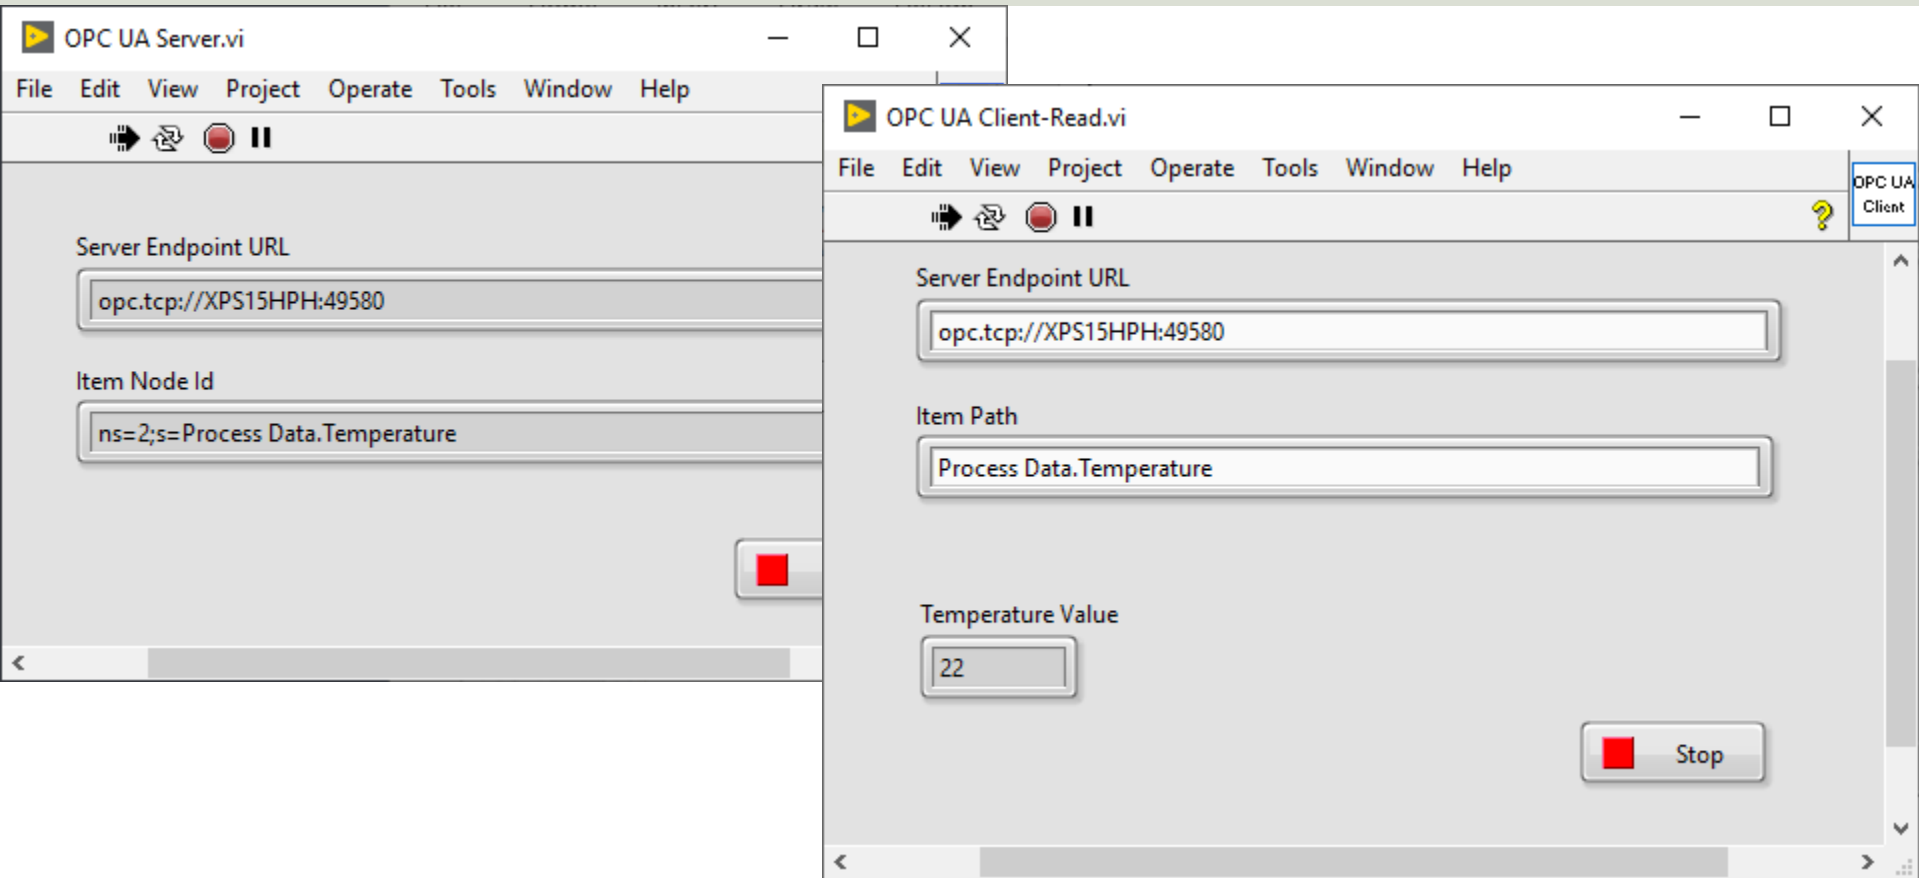 OPC UA Server.vi
File Edit View Project Operate Tools Window Help
Server Endpoint URL
opc.tcp://XPS15HPH:49580
Item Node Id
ns=2;s=Process Data.Temperature
OPC UA Client-Read.vi
File Edit View Project Operate Tools Window Help
?
OPC UA
Client
Server Endpoint URL
opc.tcp://XPS15HPH:49580
Item Path
Process Data.Temperature
Temperature Value
22
Stop